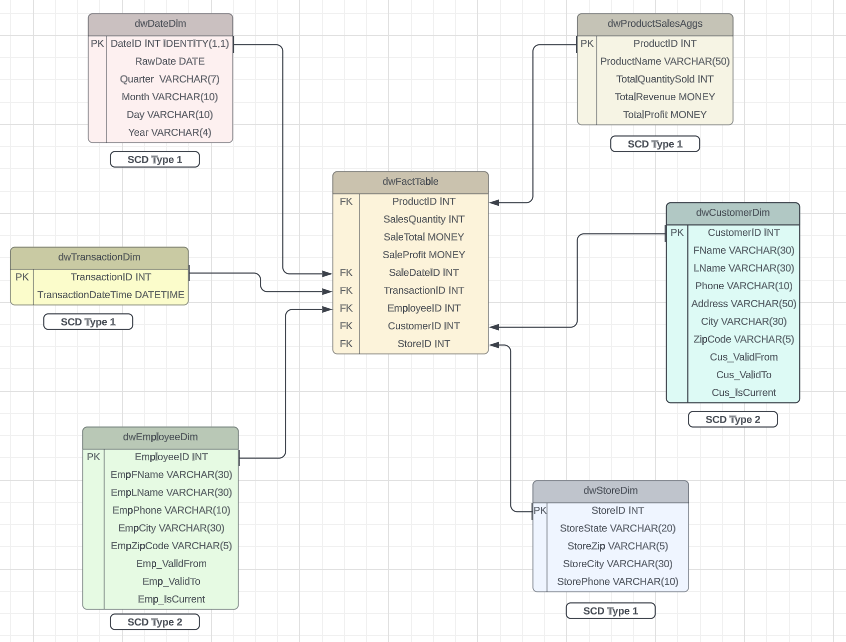 dwDateDIm
PK DateID INT IDENTITY(1,1)
RawDate DATE
Quarter VARCHAR(7)
Month VARCHAR(10)
Day VARCHAR(10)
Year VARCHAR(4)
SCD Type 1
dwProductSalesAggs
PK ProductID INT
ProductName VARCHAR(50)
TotalQuantitySold INT
TotalRevenue MONEY
TotalProfit MONEY
SCD Type 1
dwFactTable
FK ProductID INT
SalesQuantity INT
SaleTotal MONEY
SaleProfit MONEY
FK SaleDateID INT
FK TransactionID INT
FK EmployeeID INT
FK CustomerID INT
FK StoreID INT
dwTransactionDim
PK TransactionID INT
TransactionDateTime DATETIME
SCD Type 1
dwCustomerDim
PK CustomerID INT
FName VARCHAR(30)
LName VARCHAR(30)
Phone VARCHAR(10)
Address VARCHAR(50)
City VARCHAR(30)
ZipCode VARCHAR(5)
Cus_ValidFrom
Cus_ValidTo
Cus_IsCurrent
SCD Type 2
dwEmployeeDim
PK EmployeeID INT
EmpFName VARCHAR(30)
EmpLName VARCHAR(30)
EmpPhone VARCHAR(10)
EmpCity VARCHAR(30)
EmpZipCode VARCHAR(5)
Emp_ValidFrom
Emp_ValidTo
Emp_IsCurrent
SCD Type 2
dwStoreDim
PK StoreID INT
StoreState VARCHAR(20)
StoreZip VARCHAR(5)
StoreCity VARCHAR(30)
StorePhone VARCHAR(10)
SCD Type 1